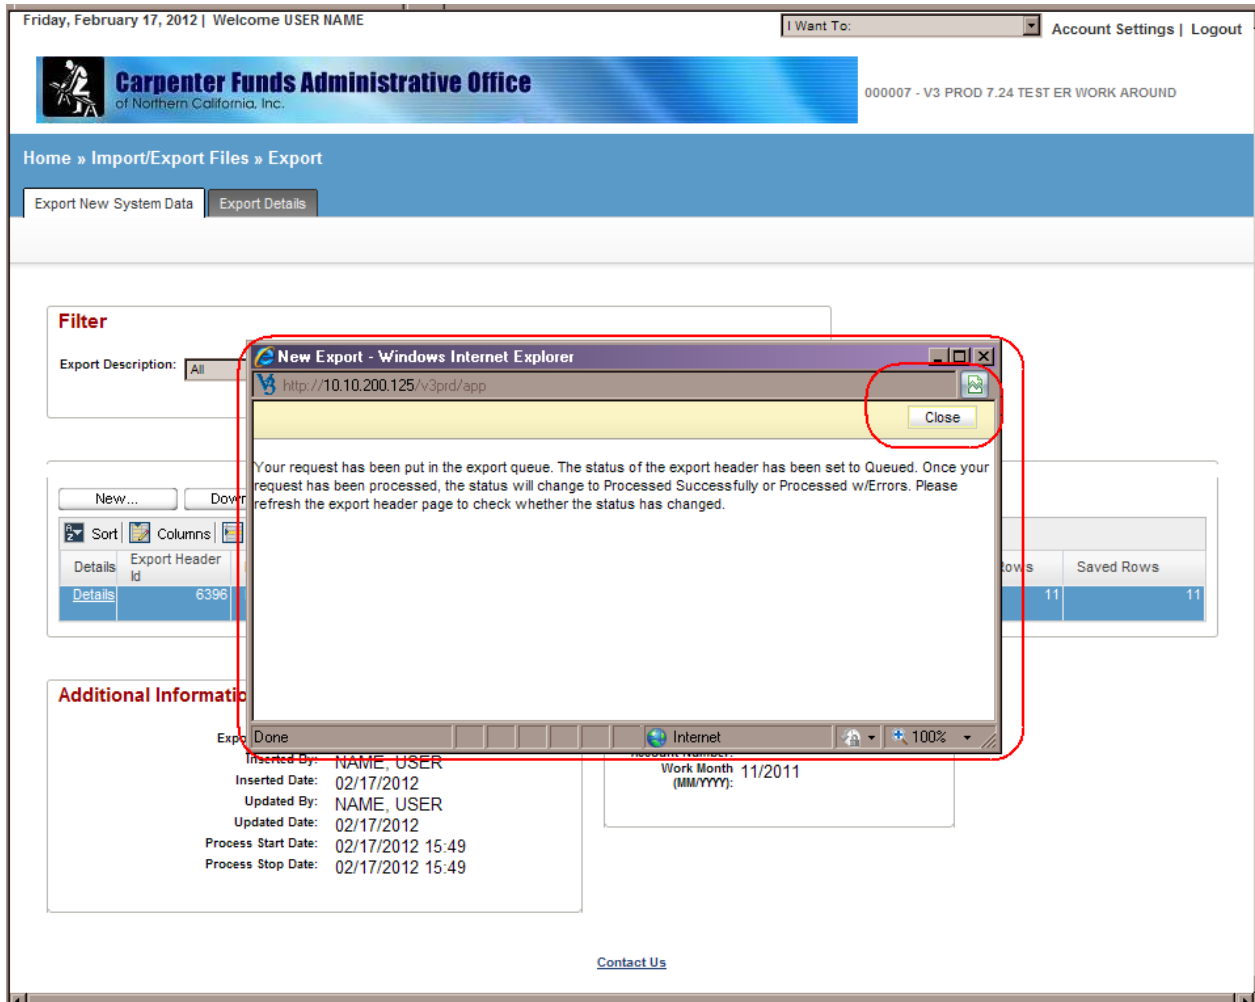 Friday, February 17, 2012 | Welcome USER NAME
I Want To:
Account Settings | Logout
Carpenter Funds Administrative Office
of Northern California, Inc.
000007 - V3 PROD 7.24 TEST ER WORK AROUND
Home » Import/Export Files » Export
Export New System Data
Export Details
Filter
Export Description:
All
New Export - Windows Internet Explorer
http://10.10.200.125/v3prd/app
Close
Your request has been put in the export queue. The status of the export header has been set to Queued. Once your
request has been processed, the status will change to Processed Successfully or Processed w/Errors. Please
refresh the export header page to check whether the status has changed.
Done
Internet
100%
New...
Sort
Columns
Details
Export Header
Id
Saved Rows
Details
6396
11
11
Additional
Inserted By: NAME, USER
Inserted Date: 02/17/2012
Updated By: NAME, USER
Updated Date: 02/17/2012
Process Start Date: 02/17/2012 15:49
Process Stop Date: 02/17/2012 15:49
Work Month 11/2011
(MM/YYYY):
Contact Us